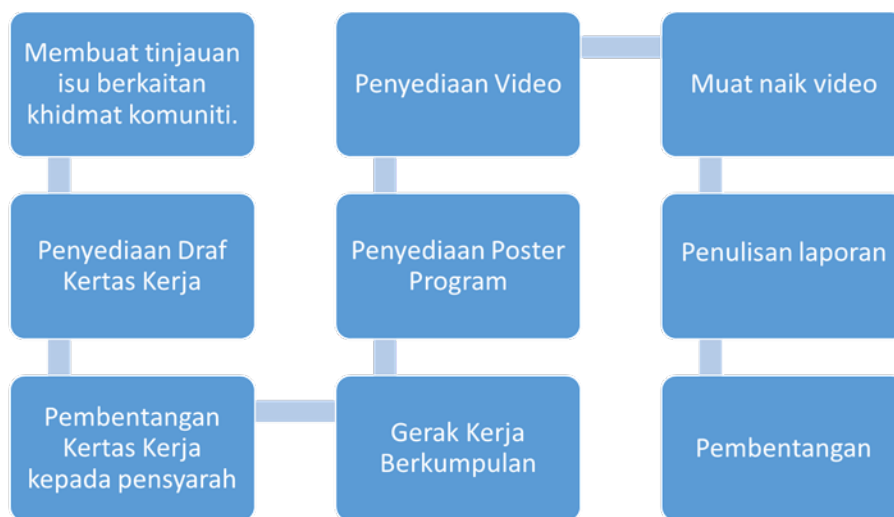 Membuat tinjauan
isu berkaitan
khidmat komuniti.
Penyediaan Draf
Kertas Kerja
Pembentangan
Kertas Kerja
kepada pensyarah
Gerak Kerja
Berkumpulan
Penyediaan Poster
Program
Penyediaan Video
Muat naik video
Penulisan laporan
Pembentangan